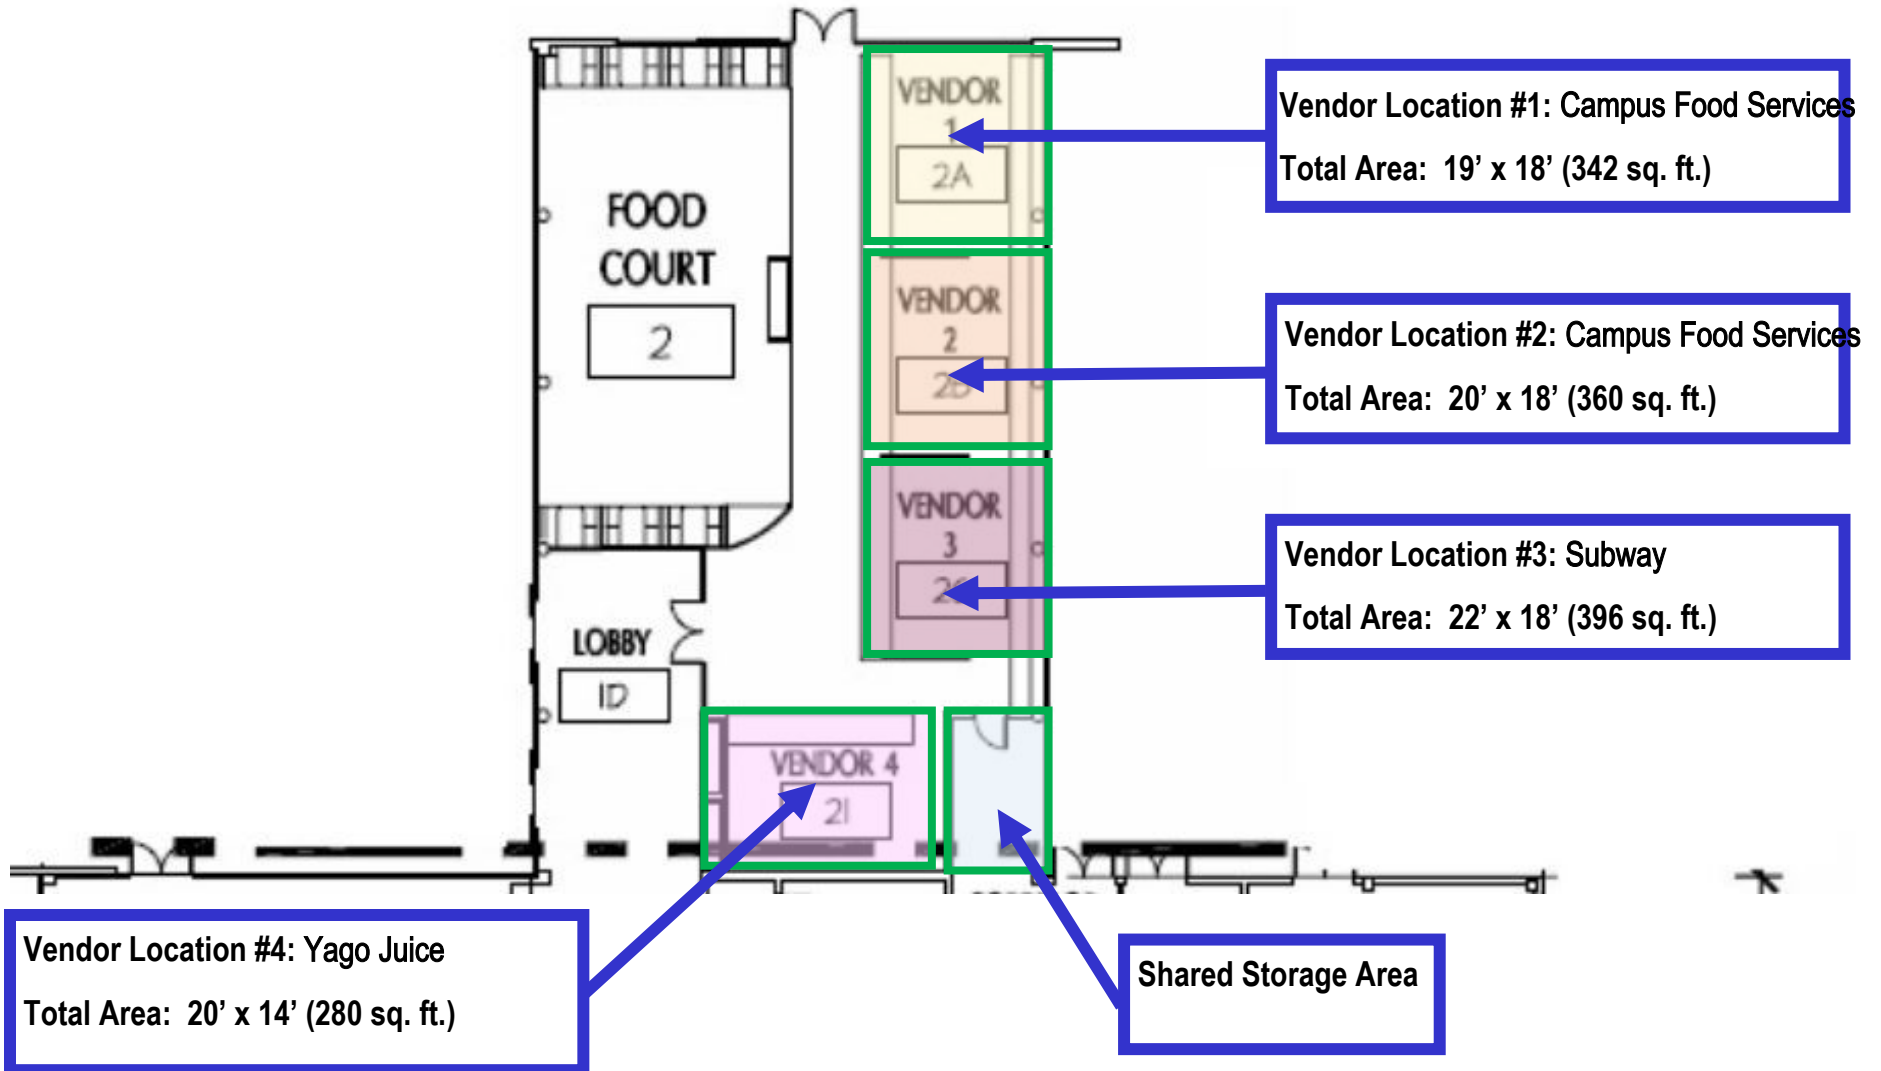 VENDOR
1
2A
Vendor Location #1: Campus Food Services
Total Area: 19’ x 18’ (342 sq. ft.)
FOOD
COURT
2
VENDOR
2
2B
Vendor Location #2: Campus Food Services
Total Area: 20’ x 18’ (360 sq. ft.)
VENDOR
3
Vendor Location #3: Subway
Total Area: 22’ x 18’ (396 sq. ft.)
LOBBY
1D
VENDOR 4
21
Vendor Location #4: Yago Juice
Total Area: 20’ x 14’ (280 sq. ft.)
Shared Storage Area